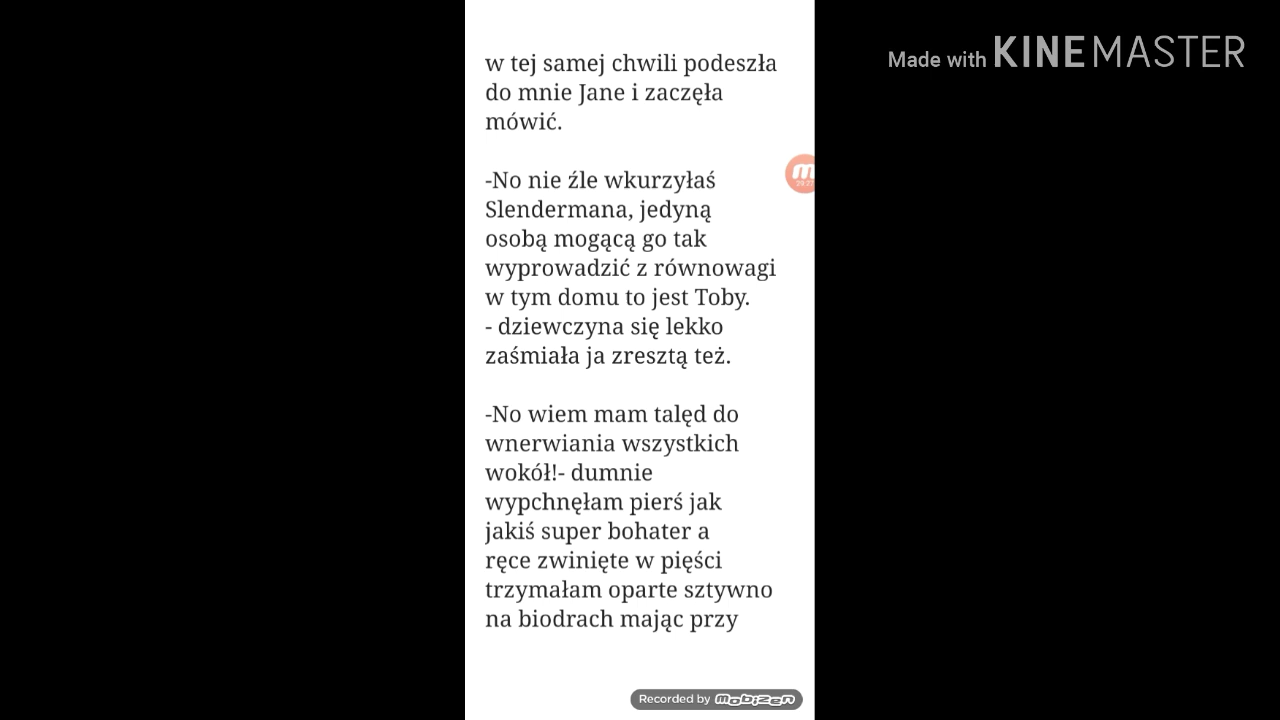 Made with KINEMASTER
w tej samej chwili podeszła
do mnie Jane i zaczęła
mówić.
-No nie źle wkurzyłaś
Slendermana, jedyną
osobą mogącą go tak
wyprowadzić z równowagi
w tym domu to jest Toby.
- dziewczyna się lekko
zaśmiała ja zresztą też.
-No wiem mam talęd do
wnerwiania wszystkich
wokół!- dumnie
wypchnęłam pierś jak
jakiś super bohater a
ręce zwinięte w pięści
trzymałam oparte sztywno
na biodrach mając przy
Recorded by mobizen